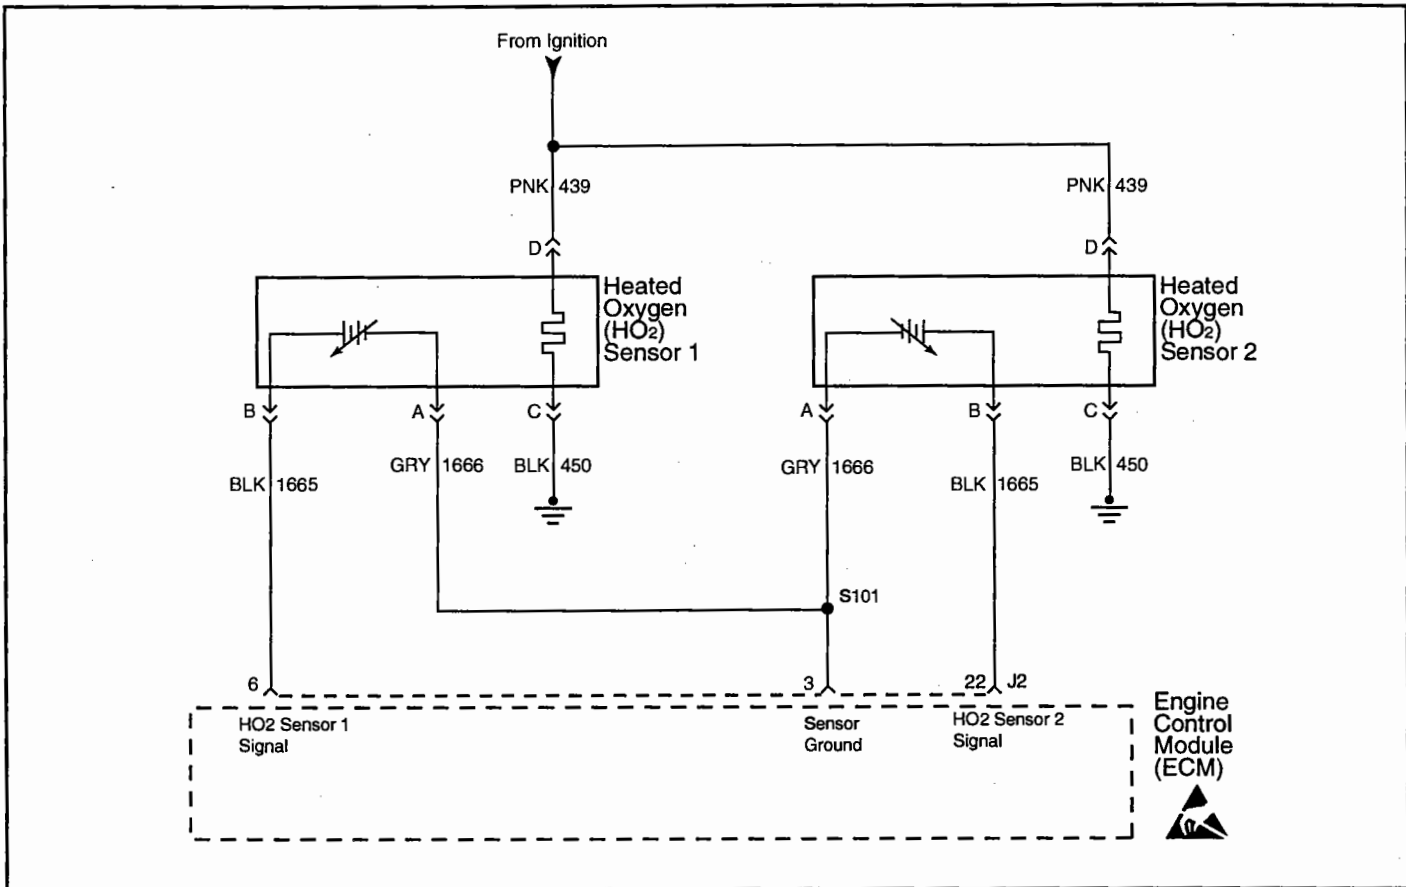 From Ignition
PNK 439
PNK 439
D
D
Heated
Oxygen
(HO2)
Sensor 1
Heated
Oxygen
(HO2)
Sensor 2
B
A
C
A
B
C
BLK 1665
GRY 1666
BLK 450
GRY 1666
BLK 1665
BLK 450
S101
6
3
22 J2
HO2 Sensor 1
Signal
Sensor
Ground
HO2 Sensor 2
Signal
Engine
Control
Module
(ECM)